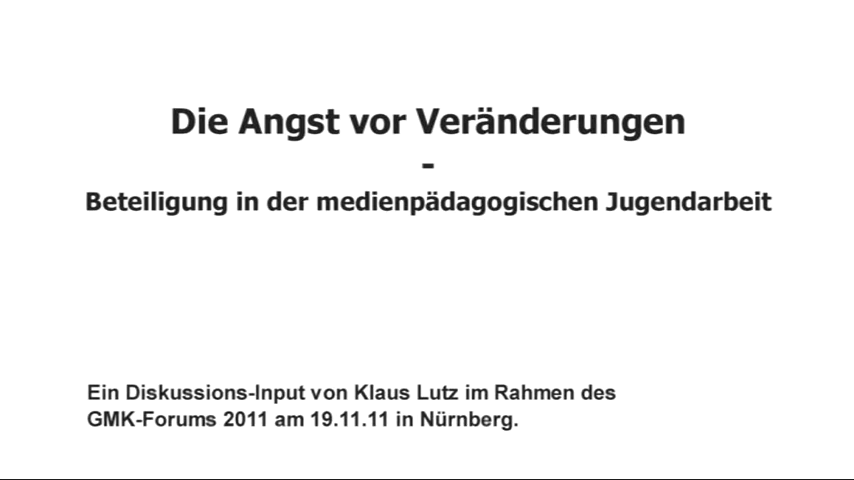 Die Angst vor Veränderungen
-
Beteiligung in der medienpädagogischen Jugendarbeit
Ein Diskussions-Input von Klaus Lutz im Rahmen des
GMK-Forums 2011 am 19.11.11 in Nürnberg.